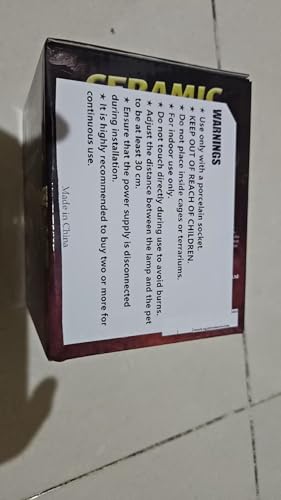 CERAMIC
WARNINGS
★ Use only with a porcelain socket.
★ KEEP OUT OF REACH OF CHILDREN.
★ Do not place inside cages or terrariums.
★ For indoor use only.
★ Do not touch directly during use to avoid burns.
★ Adjust the distance between the lamp and the pet
to be at least 30 cm.
★ Ensure that the power supply is disconnected
during installation.
★ It is highly recommended to buy two or more for
continuous use.
Made in China